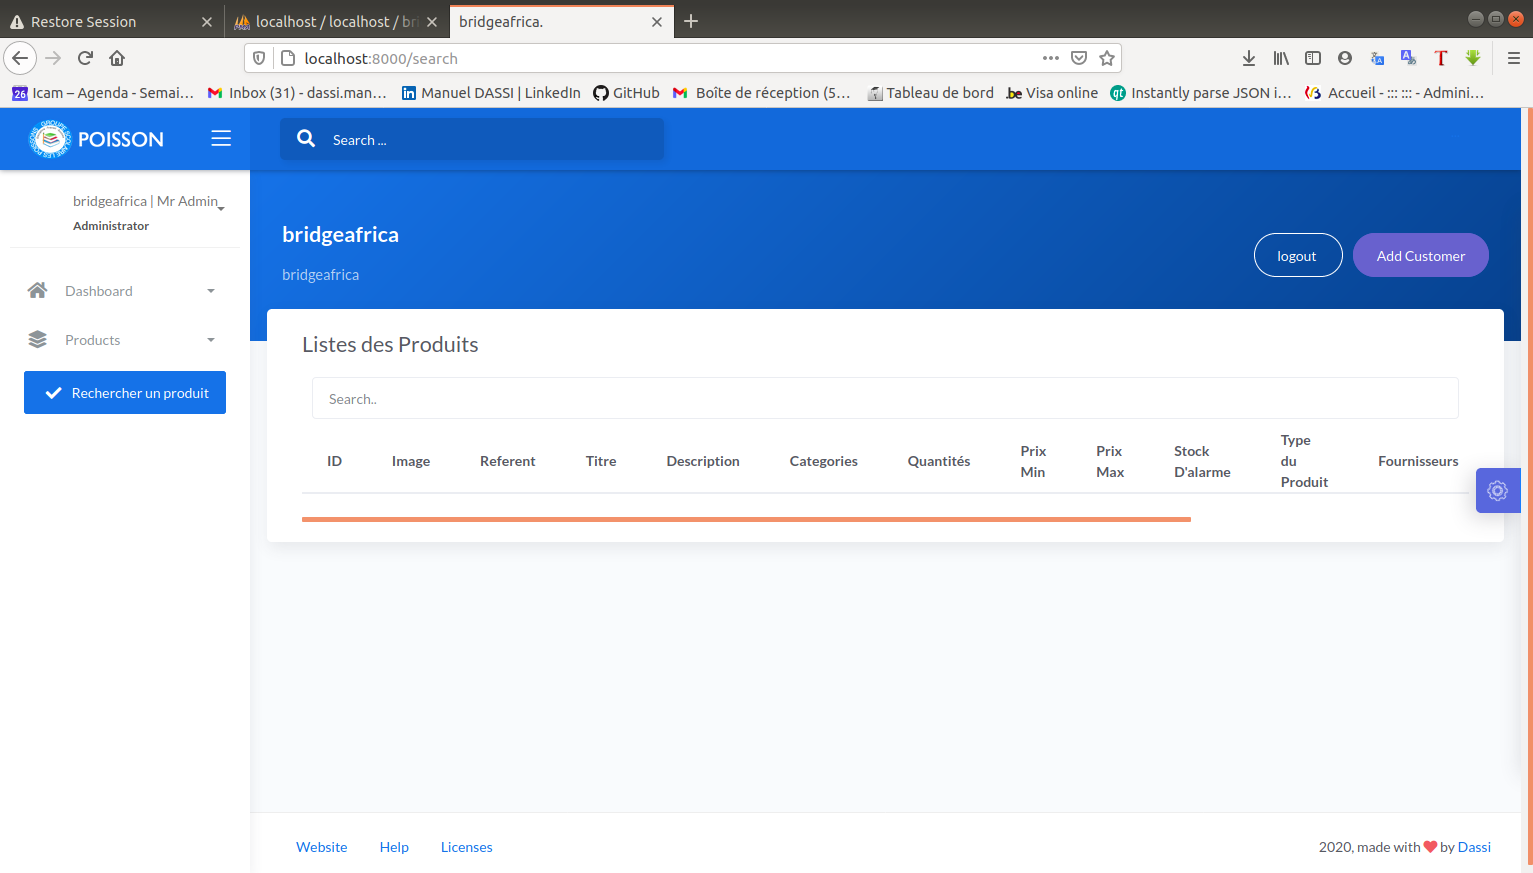 Restore Session
localhost / localhost / bri
bridgeafrica.
localhost:8000/search
26
Icam – Agenda - Semai…
Inbox (31) - dassi.man…
in
Manuel DASSI | LinkedIn
GitHub
Boîte de réception (5…
Tableau de bord
.be
Visa online
qt
Instantly parse JSON i…
Accueil - ::: ::: - Admini…
POISSON
Search ...
bridgeafrica | Mr Admin
Administrator
Dashboard
Products
Rechercher un produit
bridgeafrica
bridgeafrica
logout
Add Customer
Listes des Produits
Search..
ID
Image
Referent
Titre
Description
Categories
Quantités
Prix
Min
Prix
Max
Stock
D'alarme
Type
du
Produit
Fournisseurs
Website
Help
Licenses
2020, made with
by Dassi